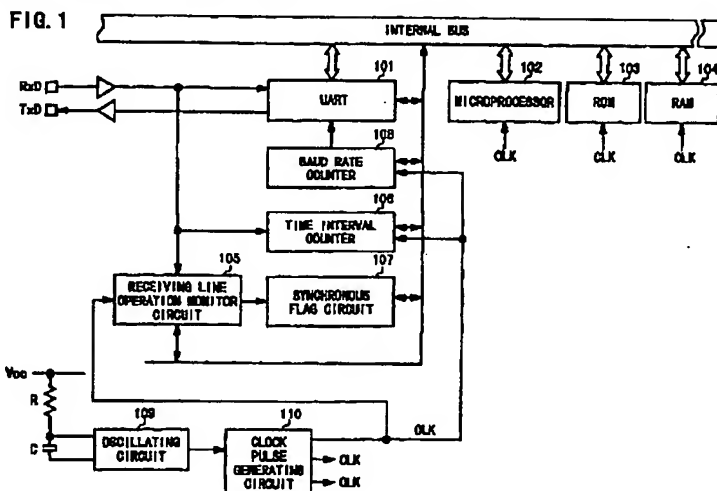 FIG. 1
INTERNAL BUS
RxD
TxD
101
UART
102
MICROPROCESSOR
103
ROM
104
RAM
CLK
CLK
CLK
108
BAUD RATE
COUNTER
106
TIME INTERVAL
COUNTER
105
RECEIVING LINE
OPERATION MONITOR
CIRCUIT
107
SYNCHRONOUS
FLAG CIRCUIT
VDD
R
C
109
OSCILLATING
CIRCUIT
110
CLOCK
PULSE
GENERATING
CIRCUIT
CLK
CLK
CLK